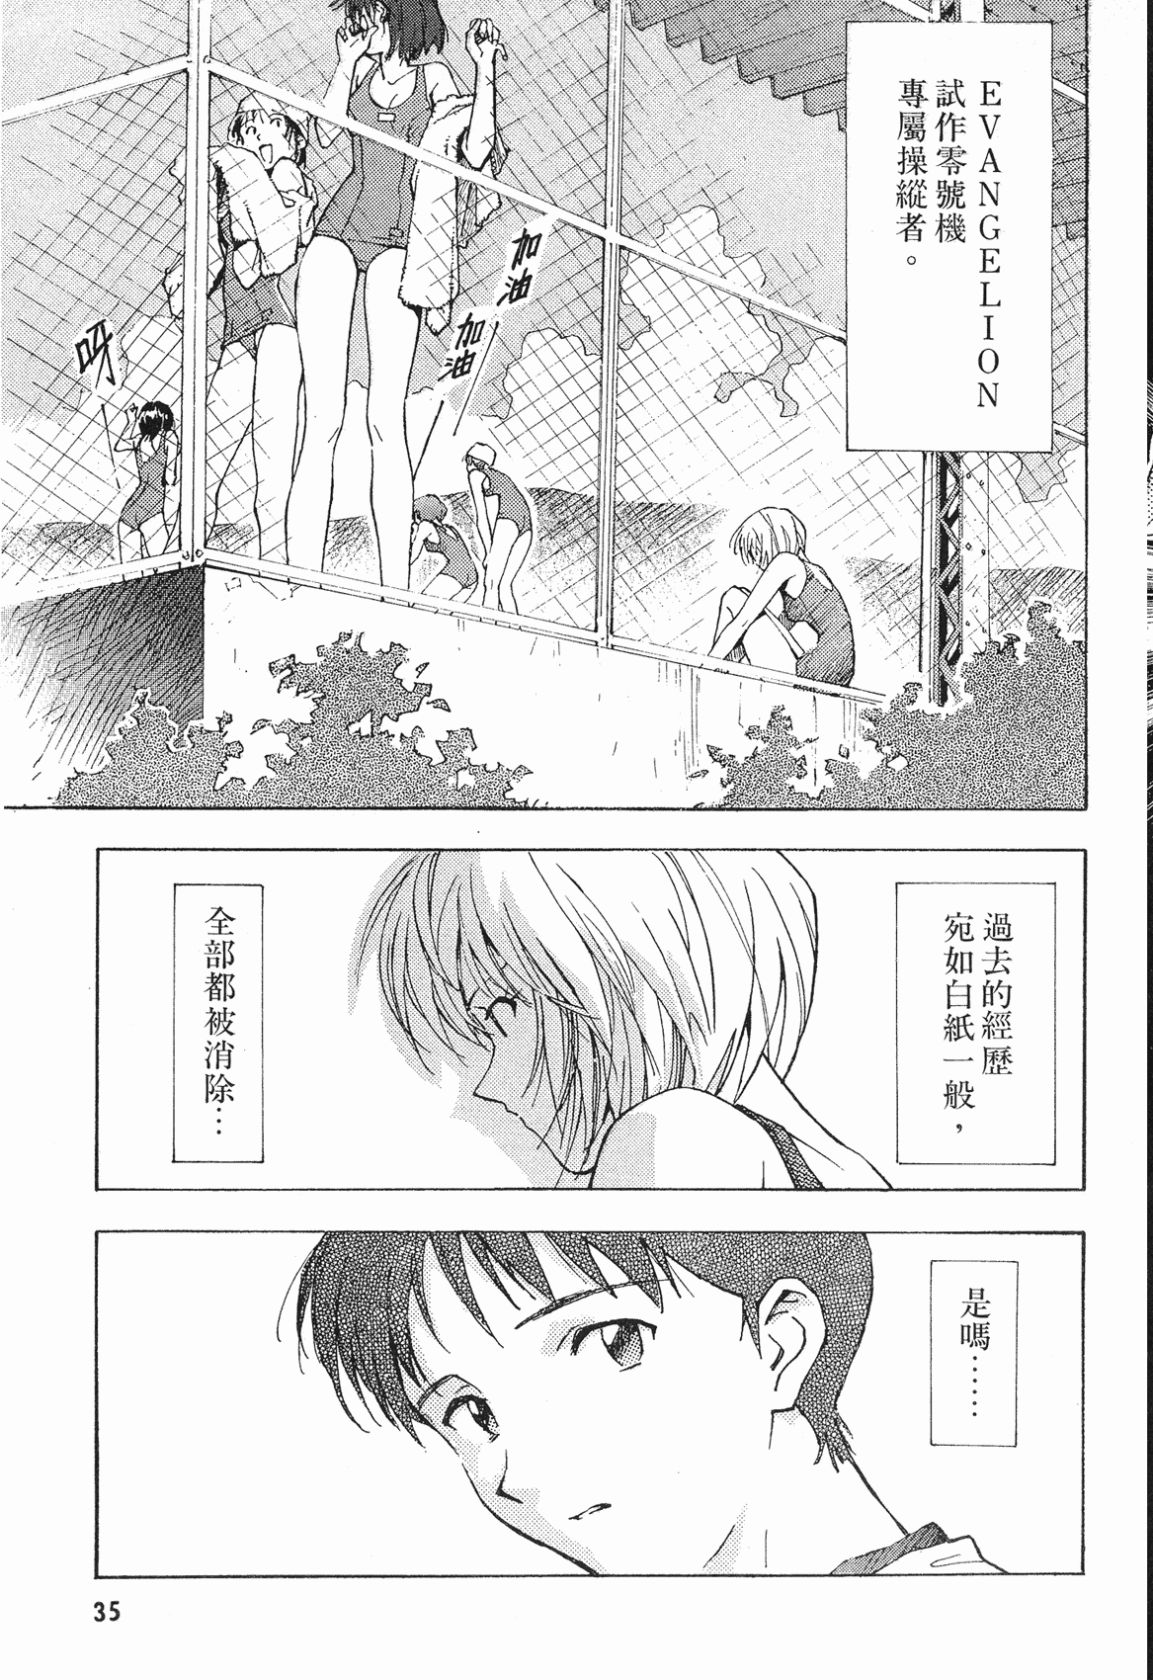 EVANGELION
試作零號機
專屬操縱者。
加油
加油
呀
過去的經歷
宛如白紙一般，
全部都被消除…
是嗎……
35